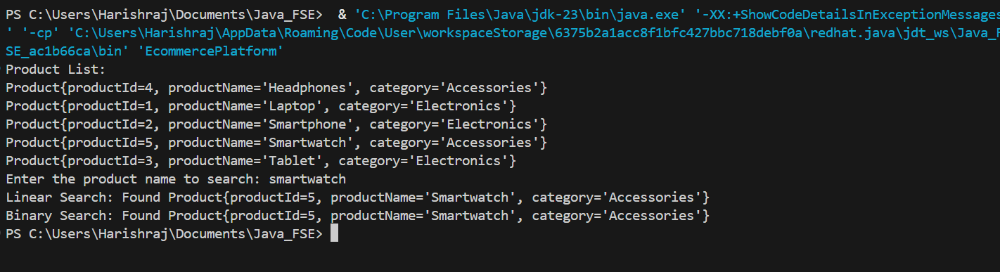 PS C:\Users\Harishraj\Documents\Java_FSE>  & 'C:\Program Files\Java\jdk-23\bin\java.exe' '-XX:+ShowCodeDetailsInExceptionMessages
' '-cp' 'C:\Users\Harishraj\AppData\Roaming\Code\User\workspaceStorage\6375b2a1acc8f1bfc427bbc718debf0a\redhat.java\jdt_ws\Java_F
SE_ac1b66ca\bin' 'EcommercePlatform'
Product List:
Product{productId=4, productName='Headphones', category='Accessories'}
Product{productId=1, productName='Laptop', category='Electronics'}
Product{productId=2, productName='Smartphone', category='Electronics'}
Product{productId=5, productName='Smartwatch', category='Accessories'}
Product{productId=3, productName='Tablet', category='Electronics'}
Enter the product name to search: smartwatch
Linear Search: Found Product{productId=5, productName='Smartwatch', category='Accessories'}
Binary Search: Found Product{productId=5, productName='Smartwatch', category='Accessories'}
PS C:\Users\Harishraj\Documents\Java_FSE>